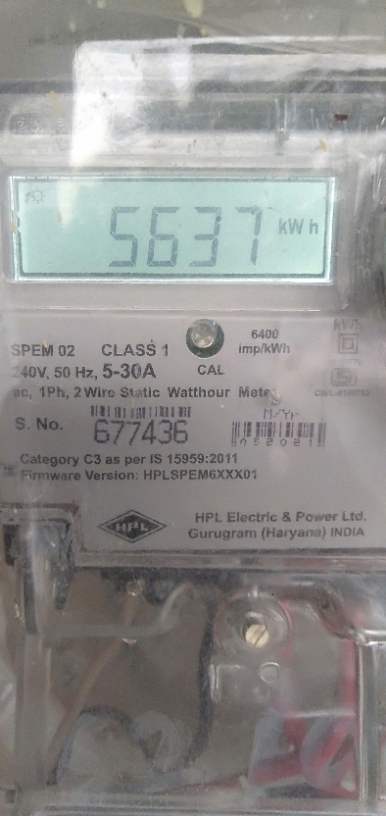 5637 kWh
6400
imp/kWh
SPEM 02 CLASS 1
240V, 50 Hz, 5-30A CAL
ac, 1Ph, 2 Wire Static Watthour Meter
M/Yr
S. No. 677436
052021
Category C3 as per IS 15959:2011
Firmware Version: HPLSPEM6XXX01
HPL
HPL Electric & Power Ltd.
Gurugram (Haryana) INDIA